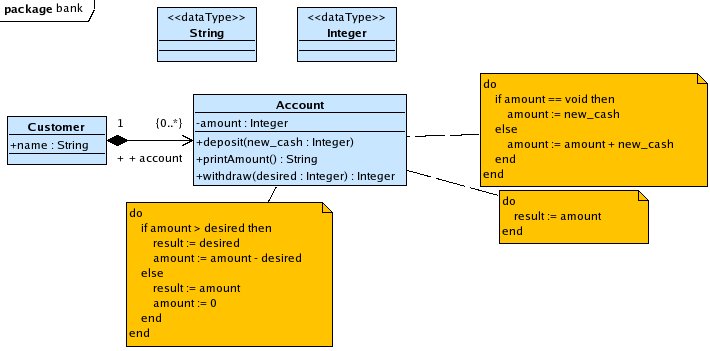 package bank
<<dataType>>
String
<<dataType>>
Integer
Customer
+name : String
1
{0..*}
+ + account
Account
-amount : Integer
+deposit(new_cash : Integer)
+printAmount() : String
+withdraw(desired : Integer) : Integer
do
if amount == void then
amount := new_cash
else
amount := amount + new_cash
end
end
do
result := amount
end
do
if amount > desired then
result := desired
amount := amount - desired
else
result := amount
amount := 0
end
end